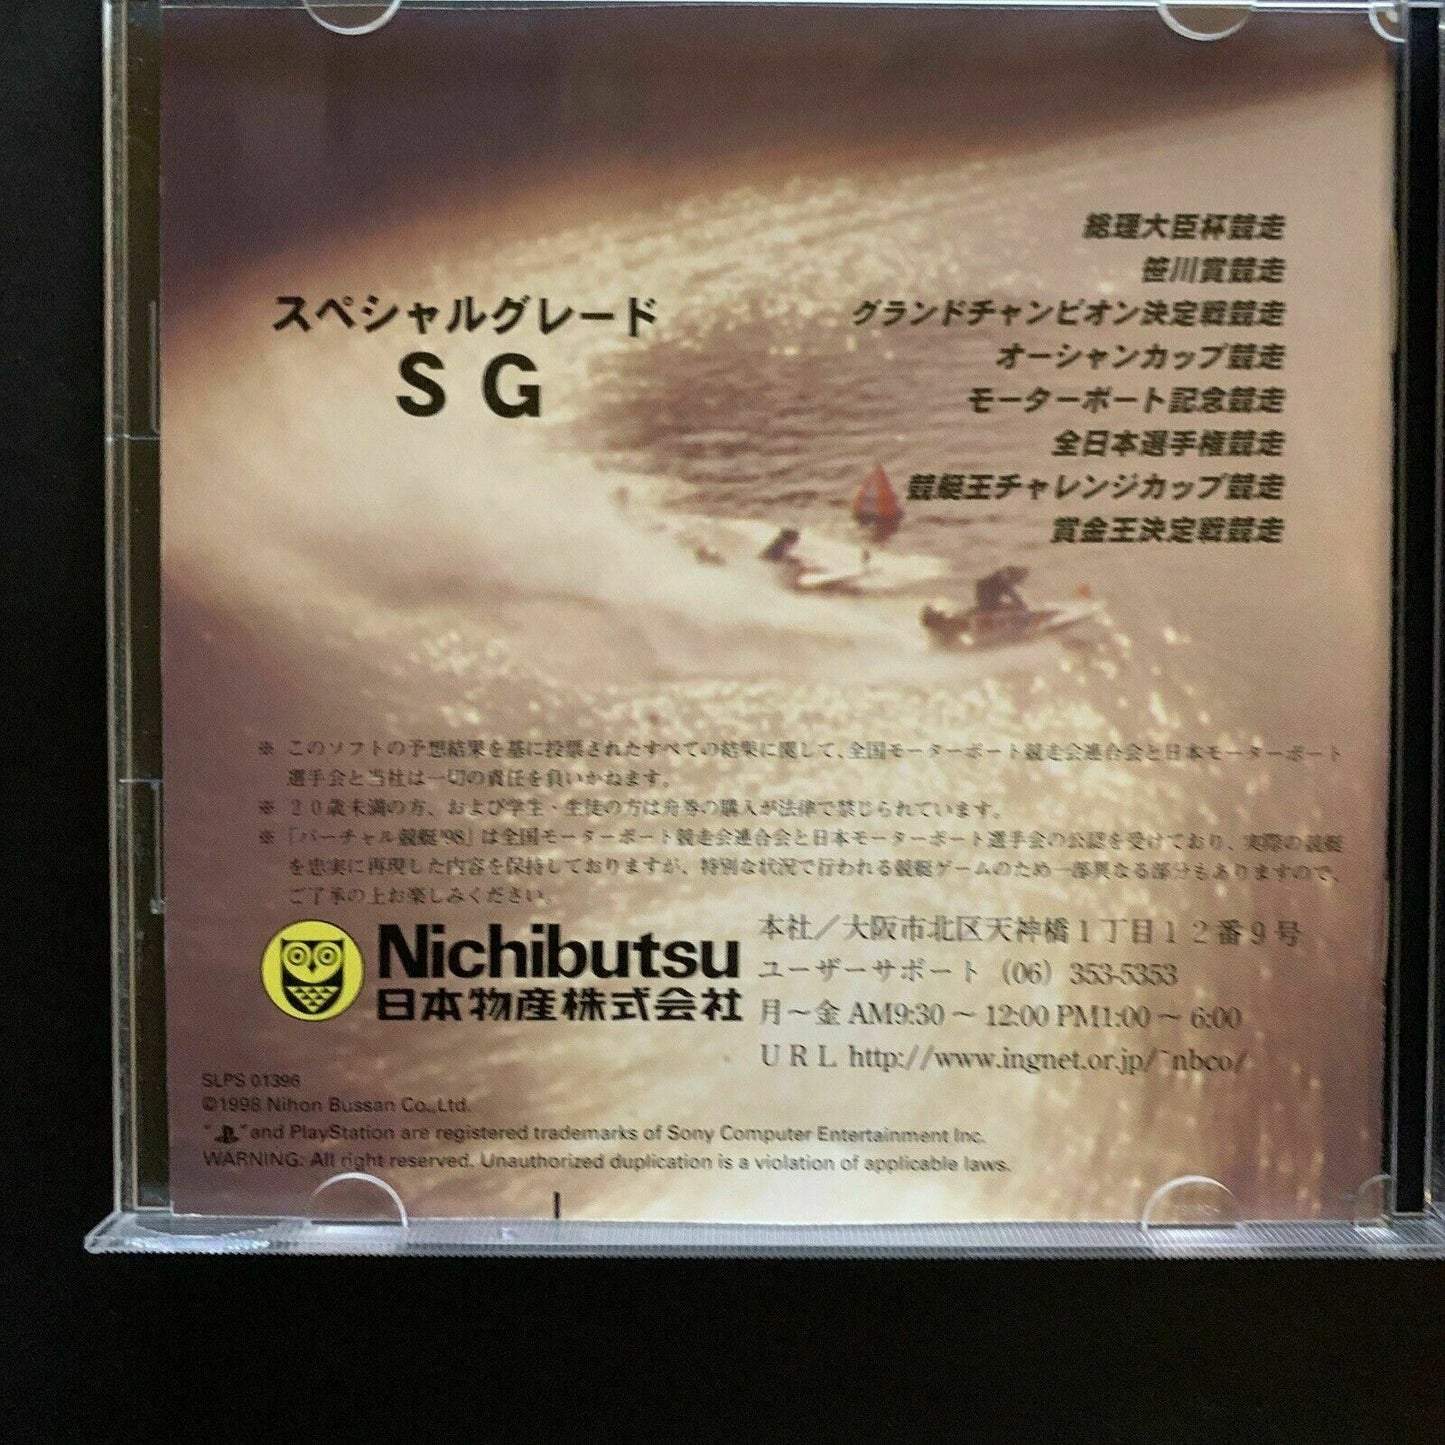 スペシャルグレード
SG
総理大臣杯競走
笹川賞競走
グランドチャンピオン決定戦競走
オーシャンカップ競走
モーターボート記念競走
全日本選手権競走
競艇王チャレンジカップ競走
賞金王決定戦競走
※ このソフトの予想結果を基に投票されたすべての結果に関して、全国モーターボート競走会連合会と日本モーターボート
選手会と当社は一切の責任を負いかねます。
※ 20歳未満の方、および学生・生徒の方は舟券の購入が法律で禁じられています。
※ 「バーチャル競艇'98」は全国モーターボート競走会連合会と日本モーターボート選手会の公認を受けており、実際の競艇
を忠実に再現した内容を保持しておりますが、特別な状況で行われる競艇ゲームのため一部異なる部分もありますので、
ご了承の上お楽しみください。
Nichibutsu
日本物産株式会社
本社／大阪市北区天神橋1丁目12番9号
ユーザーサポート (06) 353-5353
月～金 AM9:30～12:00 PM1:00～6:00
URL http://www.ingnet.or.jp/~nbco/
SLPS 01396
©1998 Nihon Bussan Co.,Ltd.
" "and PlayStation are registered trademarks of Sony Computer Entertainment Inc.
WARNING: All right reserved. Unauthorized duplication is a violation of applicable laws.